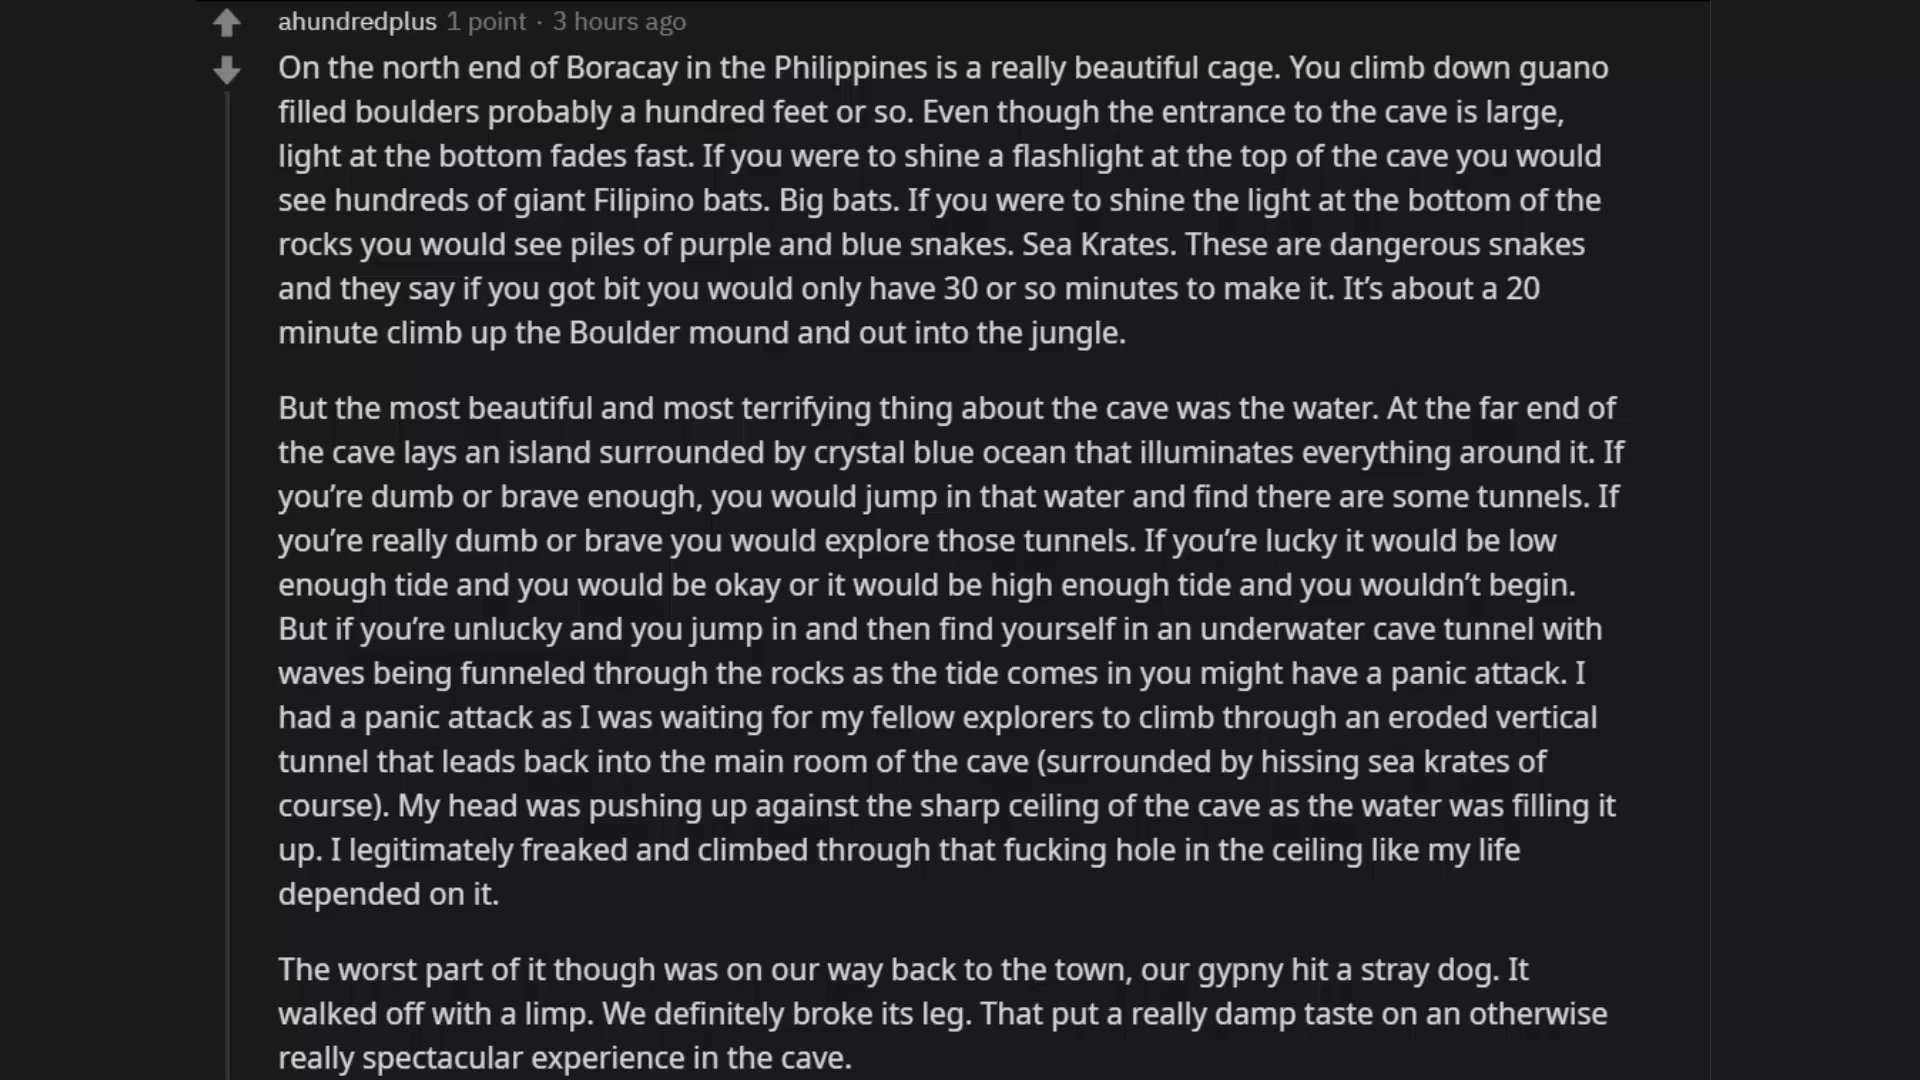 ahundredplus 1 point · 3 hours ago
On the north end of Boracay in the Philippines is a really beautiful cage. You climb down guano
filled boulders probably a hundred feet or so. Even though the entrance to the cave is large,
light at the bottom fades fast. If you were to shine a flashlight at the top of the cave you would
see hundreds of giant Filipino bats. Big bats. If you were to shine the light at the bottom of the
rocks you would see piles of purple and blue snakes. Sea Krates. These are dangerous snakes
and they say if you got bit you would only have 30 or so minutes to make it. It’s about a 20
minute climb up the Boulder mound and out into the jungle.
But the most beautiful and most terrifying thing about the cave was the water. At the far end of
the cave lays an island surrounded by crystal blue ocean that illuminates everything around it. If
you’re dumb or brave enough, you would jump in that water and find there are some tunnels. If
you’re really dumb or brave you would explore those tunnels. If you’re lucky it would be low
enough tide and you would be okay or it would be high enough tide and you wouldn’t begin.
But if you’re unlucky and you jump in and then find yourself in an underwater cave tunnel with
waves being funneled through the rocks as the tide comes in you might have a panic attack. I
had a panic attack as I was waiting for my fellow explorers to climb through an eroded vertical
tunnel that leads back into the main room of the cave (surrounded by hissing sea krates of
course). My head was pushing up against the sharp ceiling of the cave as the water was filling it
up. I legitimately freaked and climbed through that fucking hole in the ceiling like my life
depended on it.
The worst part of it though was on our way back to the town, our gypny hit a stray dog. It
walked off with a limp. We definitely broke its leg. That put a really damp taste on an otherwise
really spectacular experience in the cave.